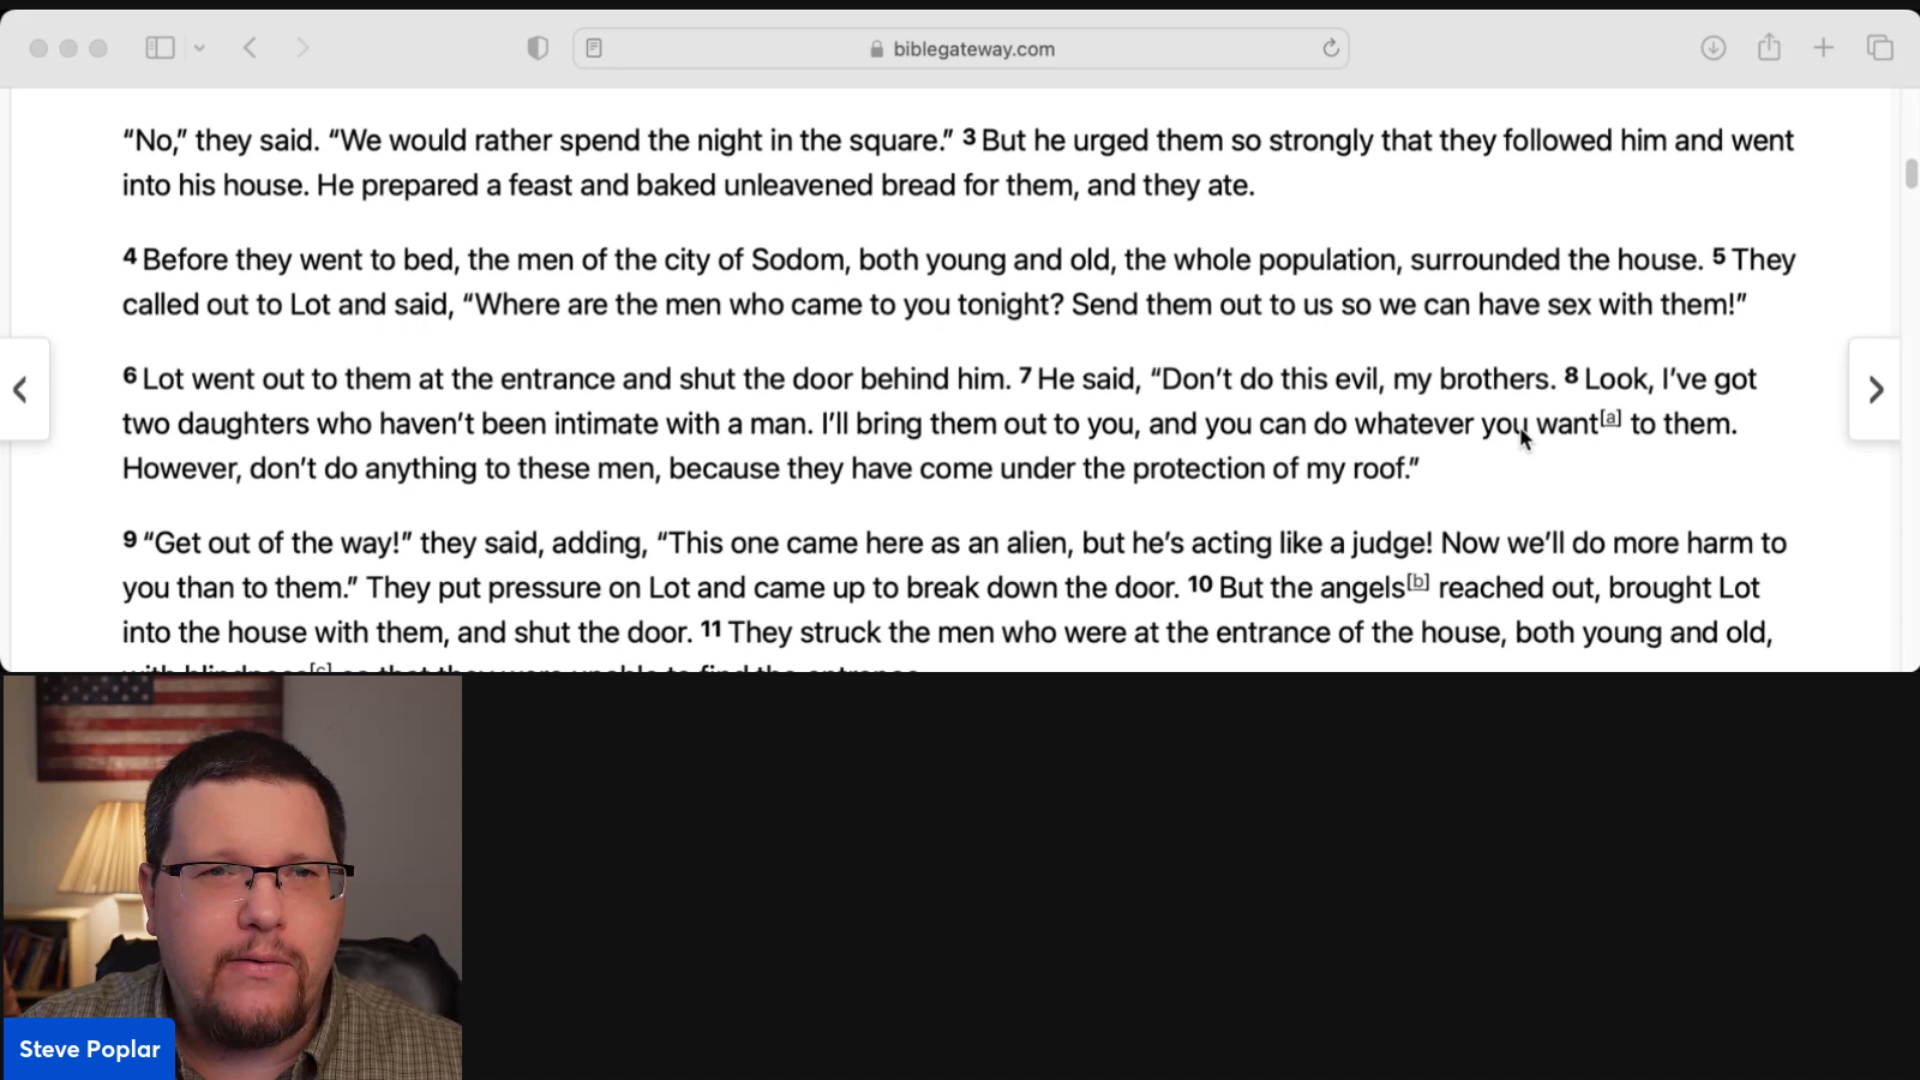 biblegateway.com
“No,” they said. “We would rather spend the night in the square.” 3 But he urged them so strongly that they followed him and went
into his house. He prepared a feast and baked unleavened bread for them, and they ate.
4 Before they went to bed, the men of the city of Sodom, both young and old, the whole population, surrounded the house. 5 They
called out to Lot and said, “Where are the men who came to you tonight? Send them out to us so we can have sex with them!”
6 Lot went out to them at the entrance and shut the door behind him. 7 He said, “Don’t do this evil, my brothers. 8 Look, I’ve got
two daughters who haven’t been intimate with a man. I’ll bring them out to you, and you can do whatever you want[a] to them.
However, don’t do anything to these men, because they have come under the protection of my roof.”
9 “Get out of the way!” they said, adding, “This one came here as an alien, but he’s acting like a judge! Now we’ll do more harm to
you than to them.” They put pressure on Lot and came up to break down the door. 10 But the angels[b] reached out, brought Lot
into the house with them, and shut the door. 11 They struck the men who were at the entrance of the house, both young and old,
with blindness[c] so that they were unable to find the entrance.
Steve Poplar